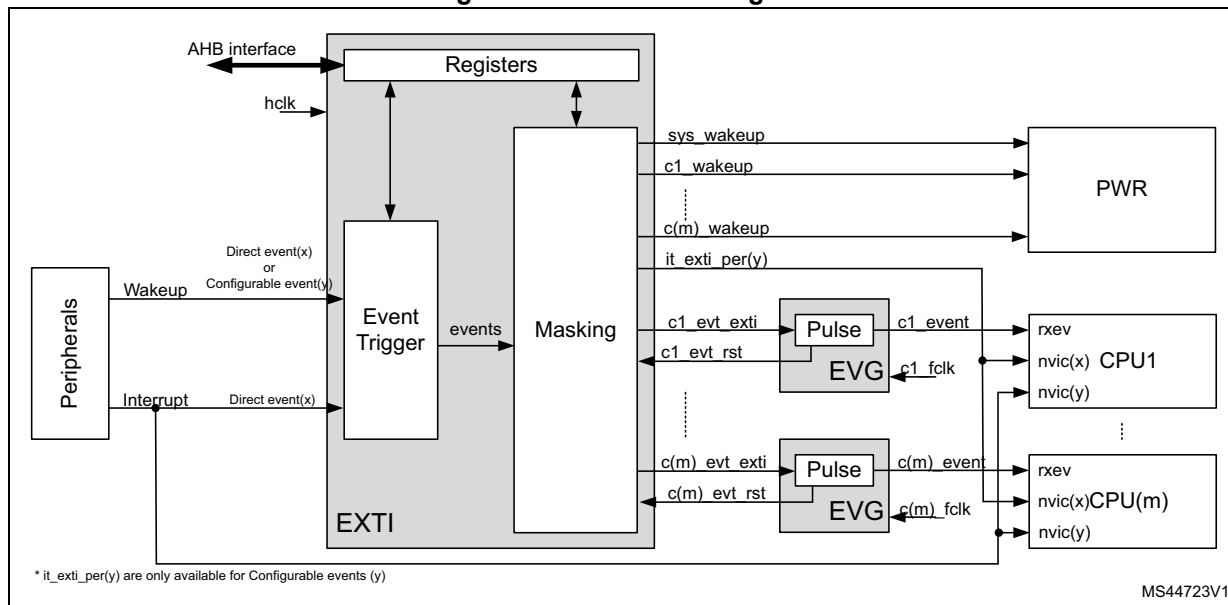 AHB interface
Registers
hclk
sys_wakeup
c1_wakeup
PWR
c(m)_wakeup
it_exti_per(y)
Direct event(x)
or
Configurable event(y)
Wakeup
Peripherals
Event
Trigger
events
Masking
c1_evt_exti
Pulse
c1_event
rxev
c1_evt_rst
EVG
c1_fclk
nvic(x)
CPU1
nvic(y)
Interrupt
Direct event(x)
c(m)_evt_exti
Pulse
c(m)_event
rxev
c(m)_evt_rst
EVG
c(m)_fclk
nvic(x)
CPU(m)
nvic(y)
EXTI
* it_exti_per(y) are only available for Configurable events (y)
MS44723V1